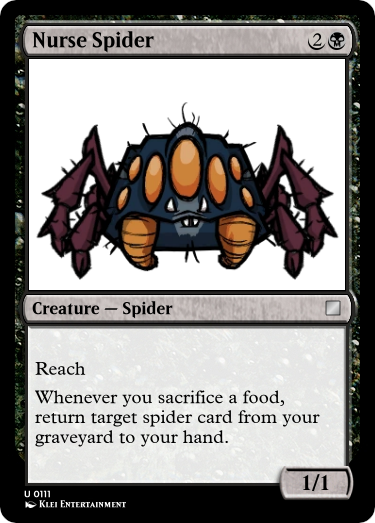 Nurse Spider 2
Creature — Spider
Reach
Whenever you sacrifice a food,
return target spider card from your
graveyard to your hand.
1/1
U 0111
Klei Entertainment